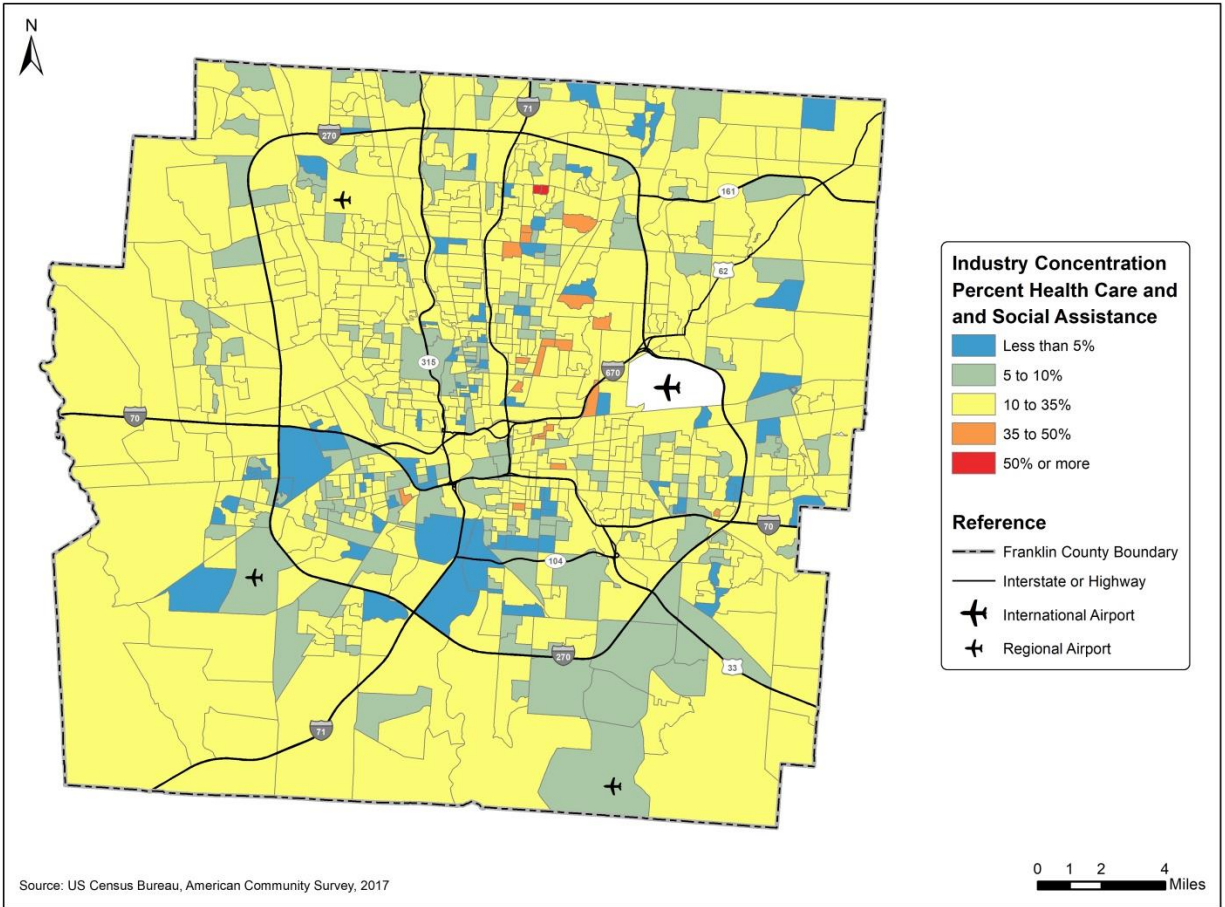 N
71
270
161
62
315
670
70
70
104
270
33
71
Industry Concentration
Percent Health Care and
and Social Assistance
Less than 5%
5 to 10%
10 to 35%
35 to 50%
50% or more
Reference
Franklin County Boundary
Interstate or Highway
International Airport
Regional Airport
Source: US Census Bureau, American Community Survey, 2017
0 1 2 4
Miles